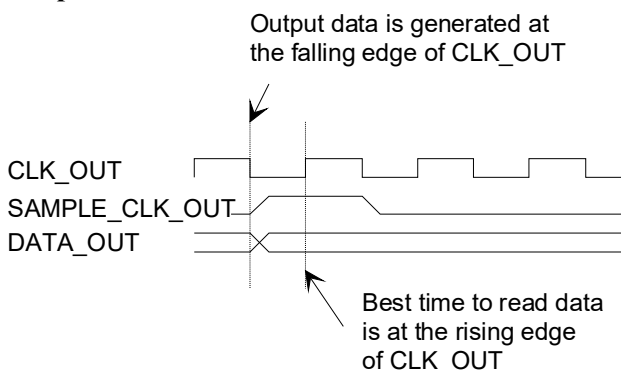 Output data is generated at
the falling edge of CLK_OUT
CLK_OUT
SAMPLE_CLK_OUT
DATA_OUT
Best time to read data
is at the rising edge
of CLK_OUT